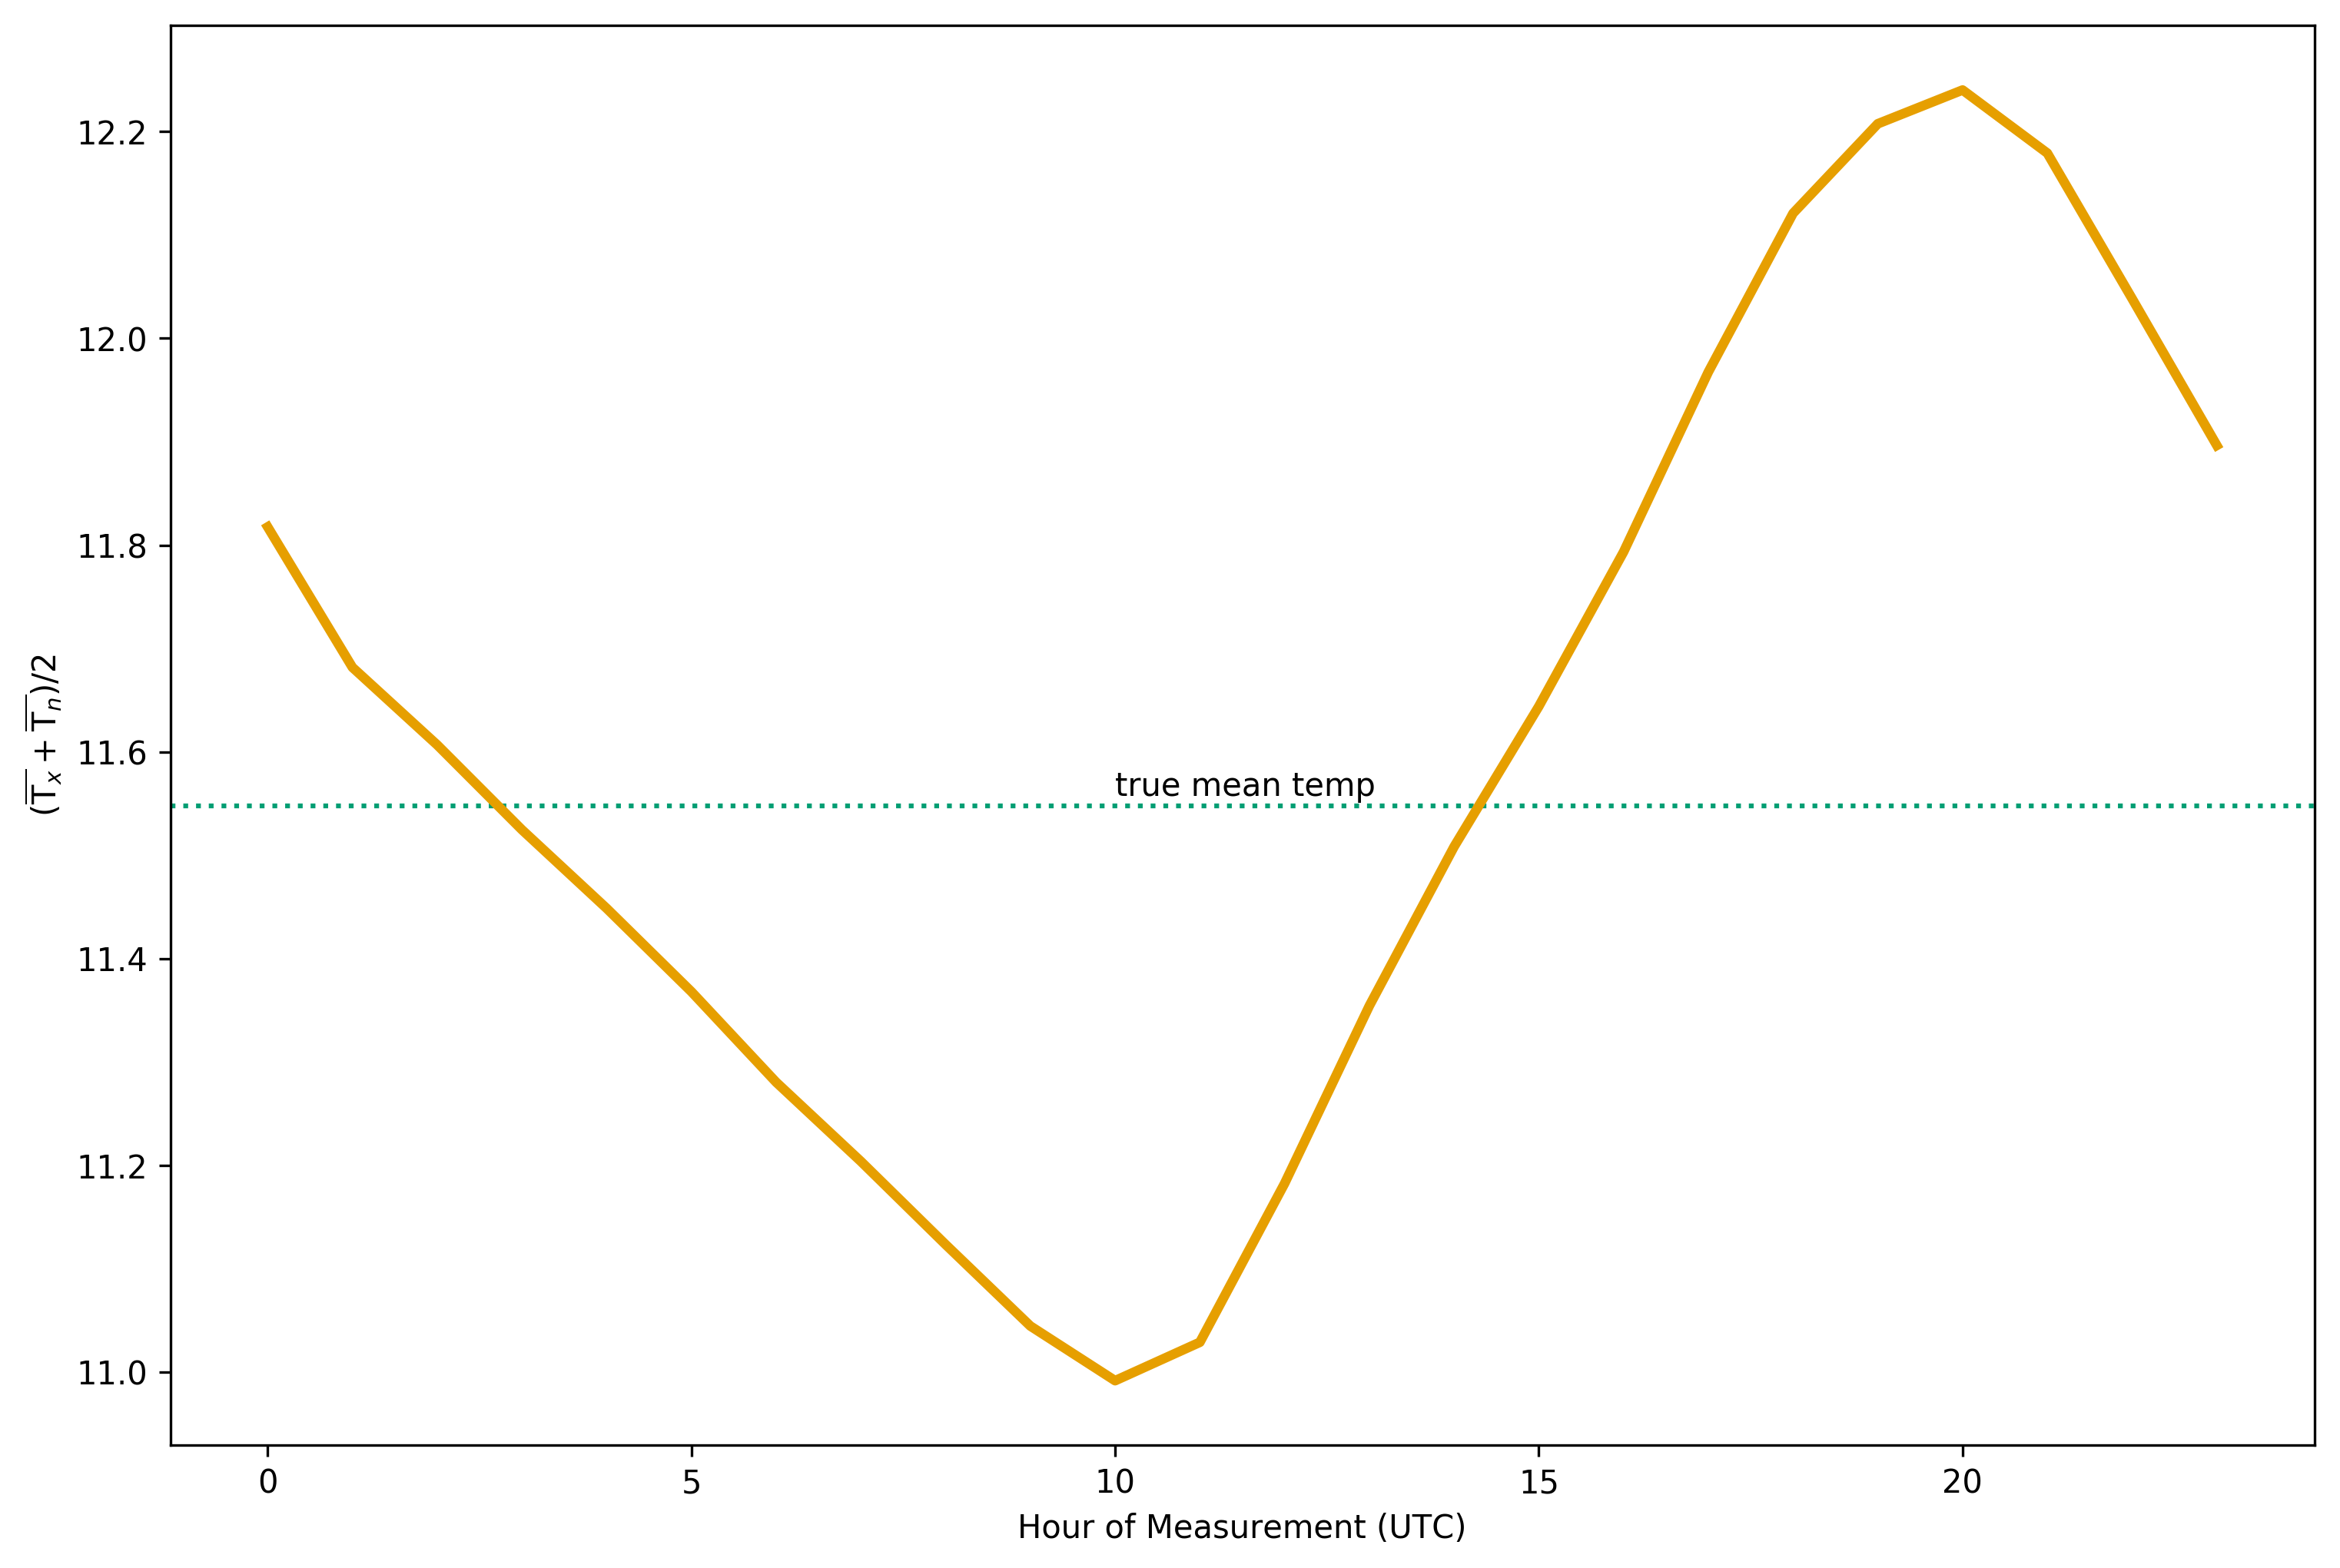 12.2
12.0
11.8
11.6
11.4
11.2
11.0
(T̅ₓ + T̅ₙ)/2
true mean temp
0 5 10 15 20
Hour of Measurement (UTC)